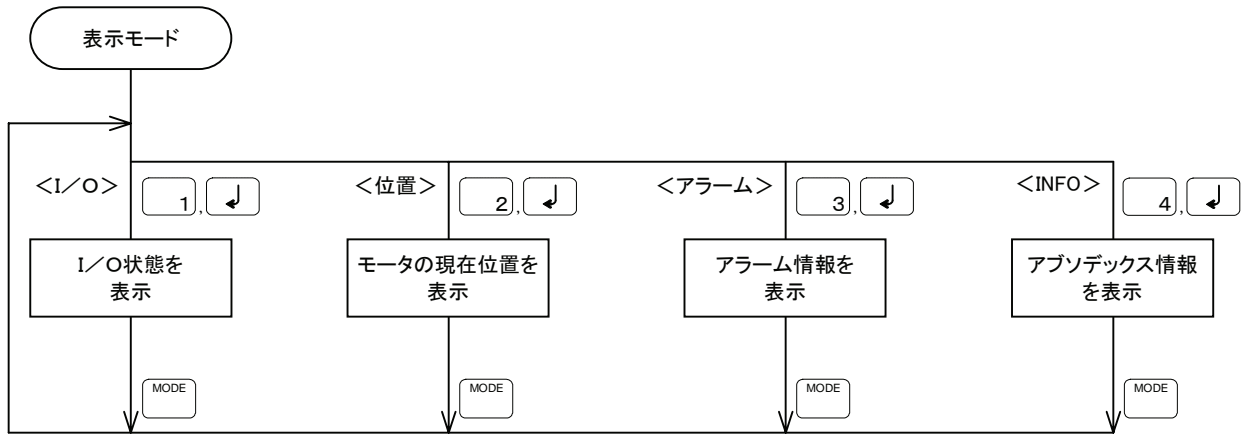 表示モード
<I/O>
1, ↲
<位置>
2, ↲
<アラーム>
3, ↲
<INFO>
4, ↲
I/O状態を
表示
モータの現在位置を
表示
アラーム情報を
表示
アブソデックス情報
を表示
MODE
MODE
MODE
MODE